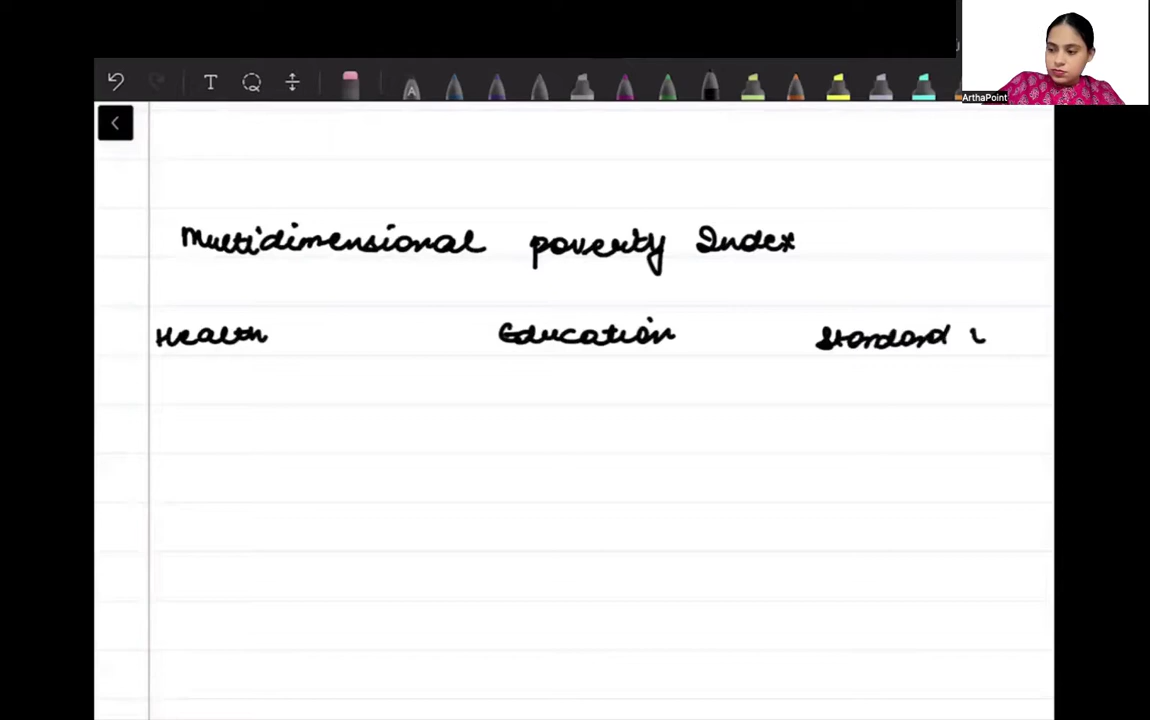 ArthaPoint
T
A
Multidimensional poverty Index
Health Education Standard